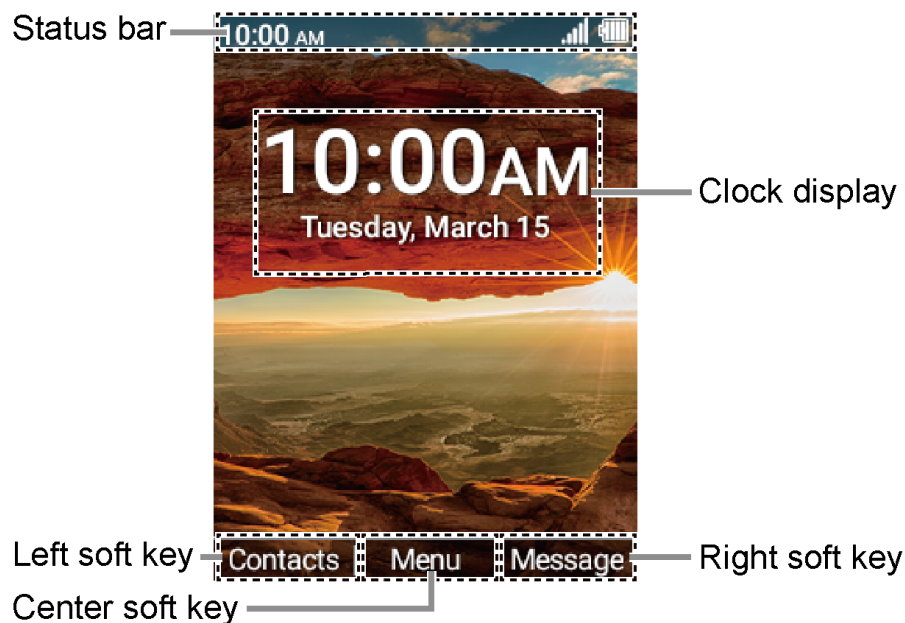 Status bar
10:00 AM
10:00AM
Tuesday, March 15
Clock display
Left soft key
Contacts
Menu
Message
Right soft key
Center soft key